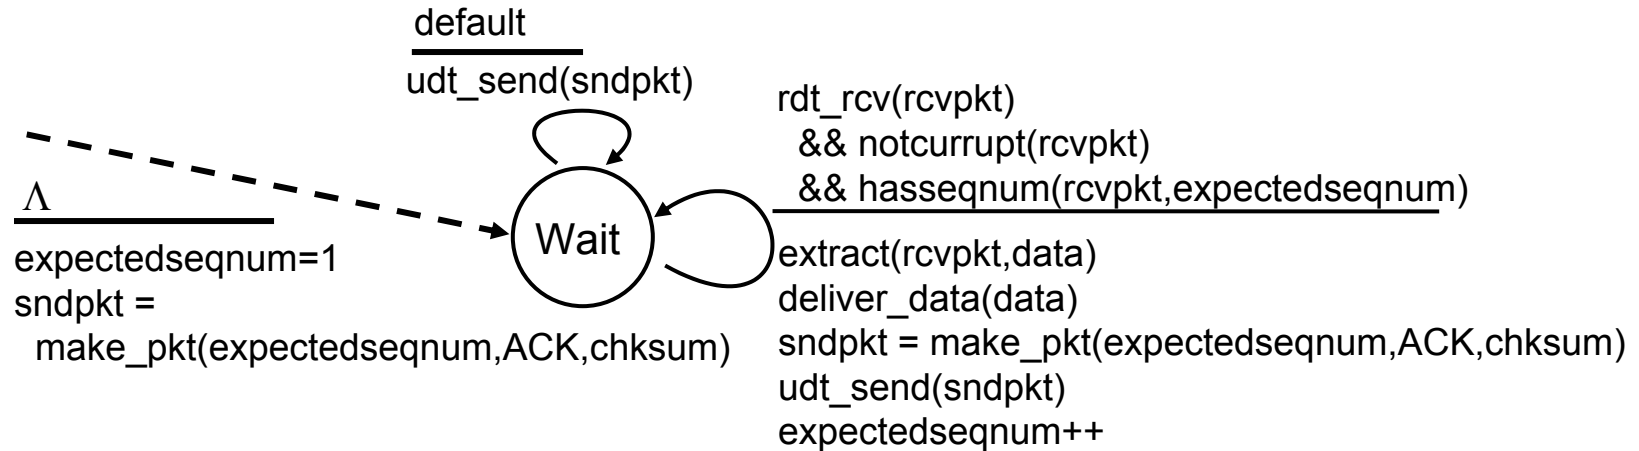 default
udt_send(sndpkt)
rdt_rcv(rcvpkt)
&& notcurrupt(rcvpkt)
&& hasseqnum(rcvpkt,expectedseqnum)
Λ
expectedseqnum=1
sndpkt =
make_pkt(expectedseqnum,ACK,chksum)
Wait
extract(rcvpkt,data)
deliver_data(data)
sndpkt = make_pkt(expectedseqnum,ACK,chksum)
udt_send(sndpkt)
expectedseqnum++